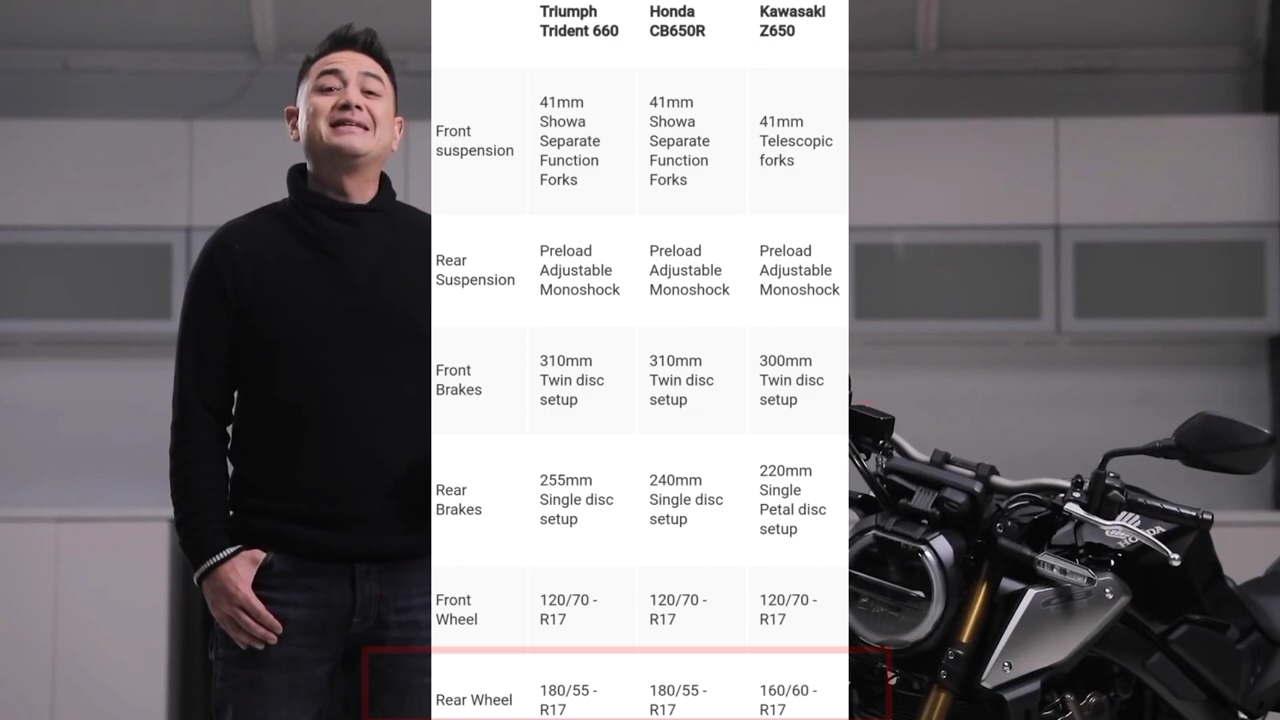 Triumph
Trident 660
Honda
CB650R
Kawasaki
Z650
Front
suspension
41mm
Showa
Separate
Function
Forks
41mm
Showa
Separate
Function
Forks
41mm
Telescopic
forks
Rear
Suspension
Preload
Adjustable
Monoshock
Preload
Adjustable
Monoshock
Preload
Adjustable
Monoshock
Front
Brakes
310mm
Twin disc
setup
310mm
Twin disc
setup
300mm
Twin disc
setup
Rear
Brakes
255mm
Single disc
setup
240mm
Single disc
setup
220mm
Single
Petal disc
setup
Front
Wheel
120/70 -
R17
120/70 -
R17
120/70 -
R17
Rear Wheel
180/55 -
R17
180/55 -
R17
160/60 -
R17
HONDA